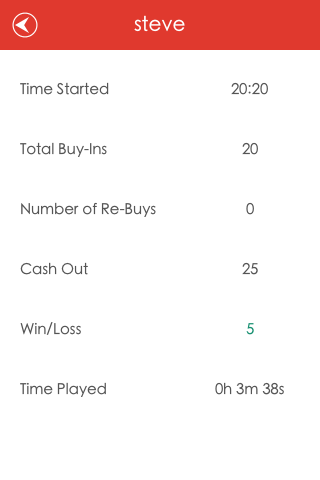 steve
Time Started 20:20
Total Buy-Ins 20
Number of Re-Buys 0
Cash Out 25
Win/Loss 5
Time Played 0h 3m 38s